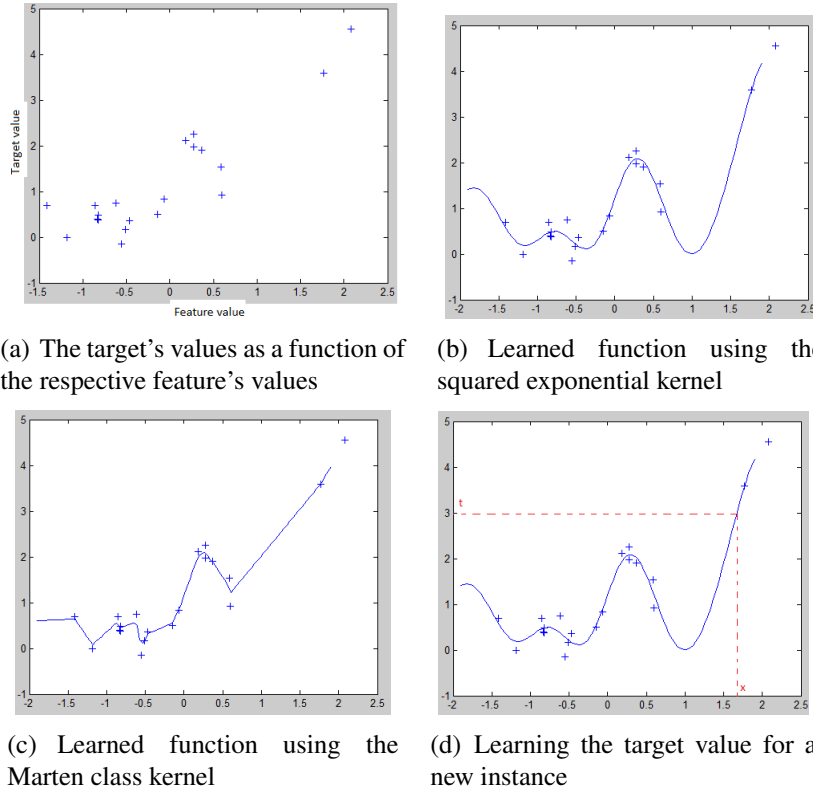 5
4
3
2
1
0
-1
-1.5 -1 -0.5 0 0.5 1 1.5 2 2.5
Target value
Feature value
(a) The target's values as a function of
the respective feature's values
5
4
3
2
1
0
-1
-2 -1.5 -1 -0.5 0 0.5 1 1.5 2 2.5
(b) Learned function using the
squared exponential kernel
5
4
3
2
1
0
-1
-2 -1.5 -1 -0.5 0 0.5 1 1.5 2 2.5
(c) Learned function using the
Marten class kernel
5
4
3
2
1
0
-1
t
x
-2 -1.5 -1 -0.5 0 0.5 1 1.5 2 2.5
(d) Learning the target value for a
new instance